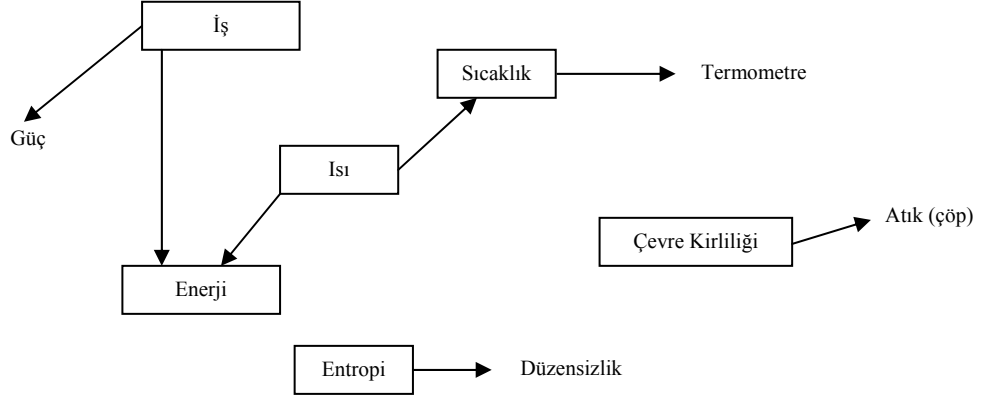 İş
Sıcaklık
Termometre
Güç
Isı
Atık (çöp)
Çevre Kirliliği
Enerji
Entropi
Düzensizlik